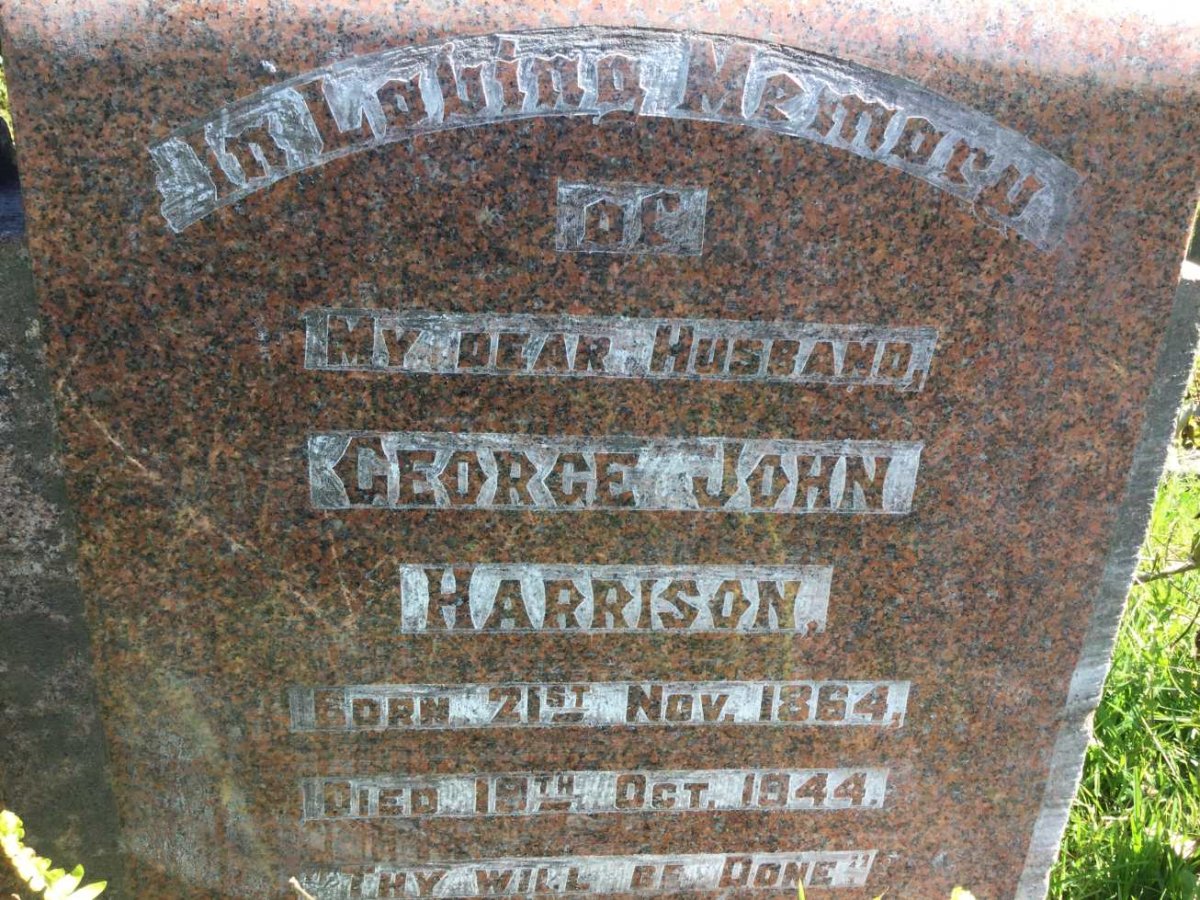 In Loving Memory
OF
MY DEAR HUSBAND,
GEORGE JOHN
HARRISON
BORN 21ST NOV. 1864,
DIED 19TH OCT. 1944.
"THY WILL BE DONE"